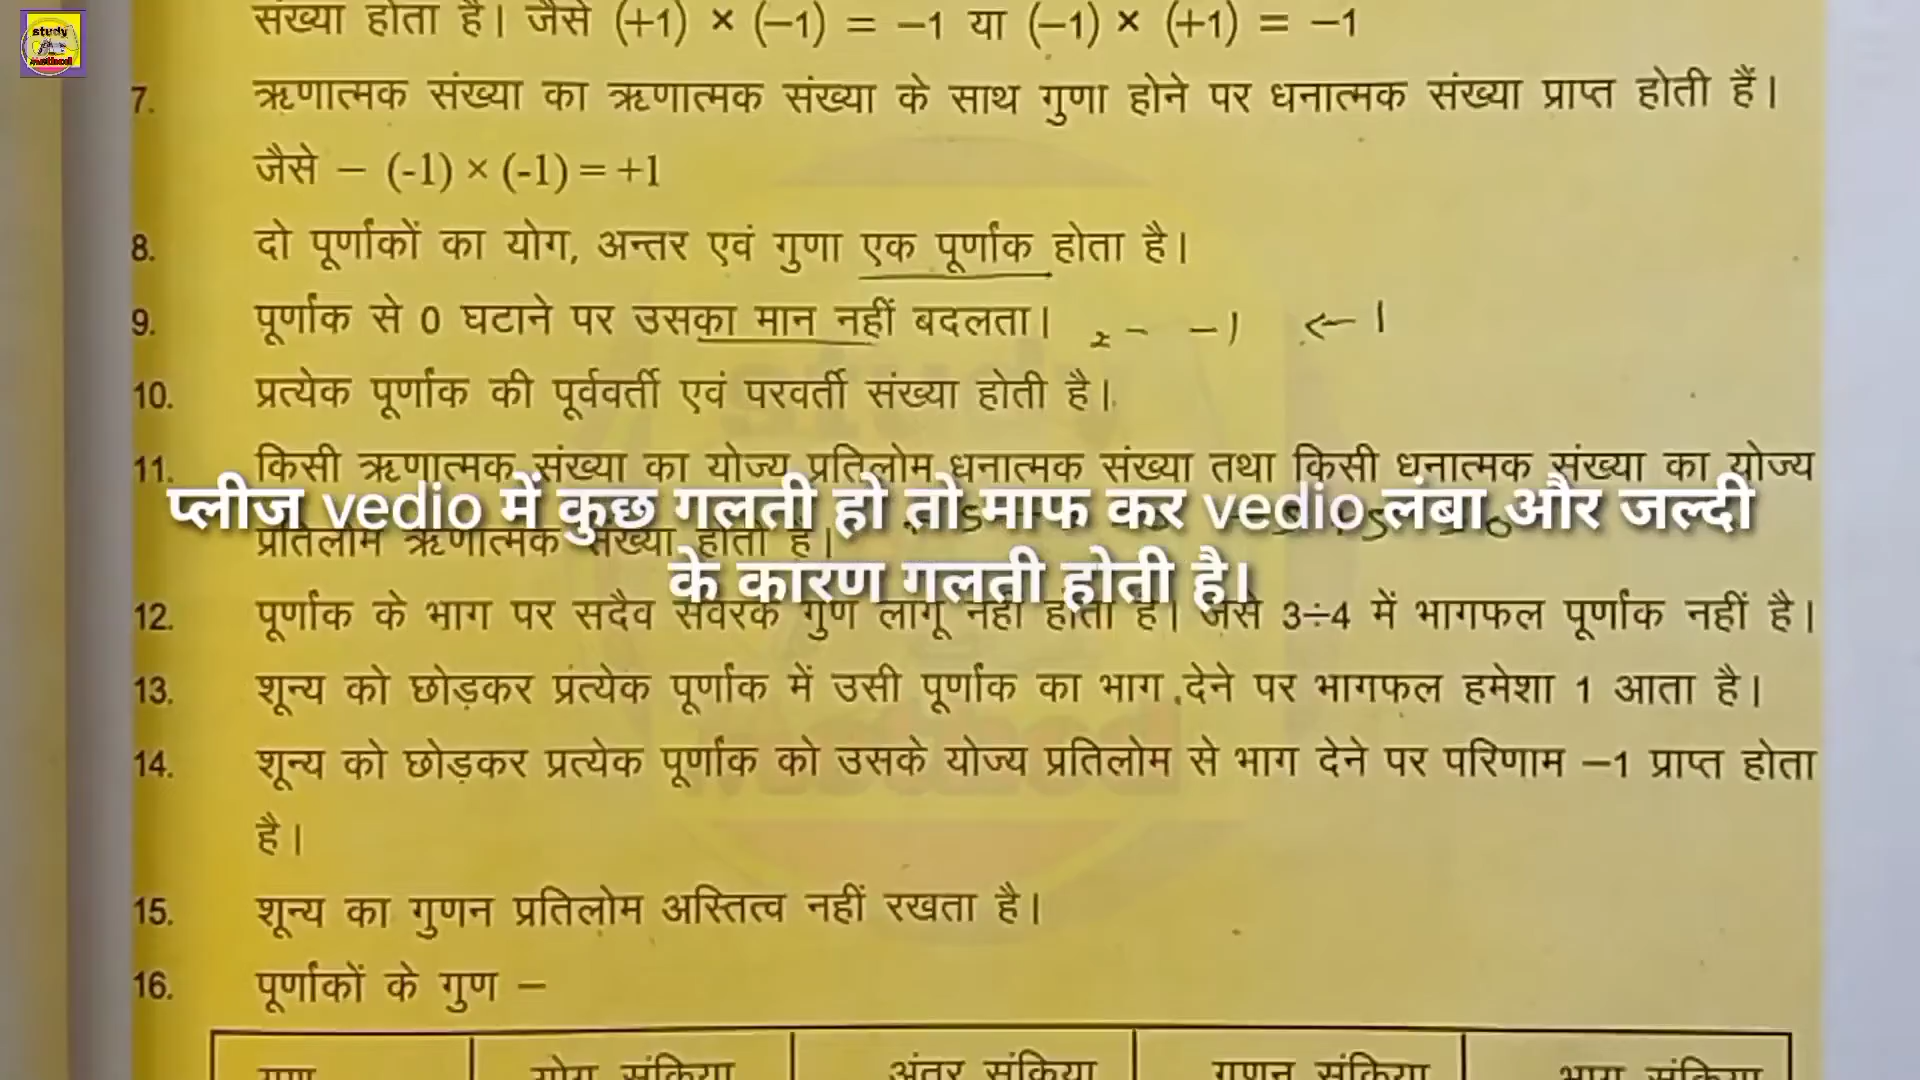 study
Method
संख्या होता है। जैसे (+1) × (−1) = −1 या (−1) × (+1) = −1
7. ऋणात्मक संख्या का ऋणात्मक संख्या के साथ गुणा होने पर धनात्मक संख्या प्राप्त होती हैं।
जैसे – (-1) × (-1) = +1
8. दो पूर्णाकों का योग, अन्तर एवं गुणा एक पूर्णाक होता है।
9. पूर्णाक से 0 घटाने पर उसका मान नहीं बदलता। -1 ← 1
10. प्रत्येक पूर्णाक की पूर्ववर्ती एवं परवर्ती संख्या होती है।
11. किसी ऋणात्मक संख्या का योज्य प्रतिलोम धनात्मक संख्या तथा किसी धनात्मक संख्या का योज्य
प्लीज vedio में कुछ गलती हो तो माफ कर vedio लंबा और जल्दी
प्रतिलोम ऋणात्मक संख्या होता है।
के कारण गलती होती है।
12. पूर्णाक के भाग पर सदैव संवरक गुण लागू नहीं होता है। जैसे 3÷4 में भागफल पूर्णाक नहीं है।
13. शून्य को छोड़कर प्रंत्येक पूर्णाक में उसी पूर्णाक का भाग देने पर भागफल हमेशा 1 आता है।
14. शून्य को छोड़कर प्रत्येक पूर्णाक को उसके योज्य प्रतिलोम से भाग देने पर परिणाम −1 प्राप्त होता
है।
15. शून्य का गुणन प्रतिलोम अस्तित्व नहीं रखता है।
16. पूर्णाकों के गुण –
गुण योग संक्रिया अंतर संक्रिया गुणन संक्रिया भाग संक्रिया